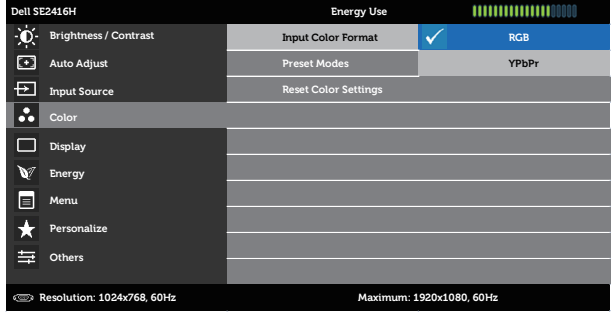 Dell SE2416H Energy Use
Brightness / Contrast Input Color Format RGB
Auto Adjust Preset Modes YPbPr
Input Source Reset Color Settings
Color
Display
Energy
Menu
Personalize
Others
Resolution: 1024x768, 60Hz Maximum: 1920x1080, 60Hz